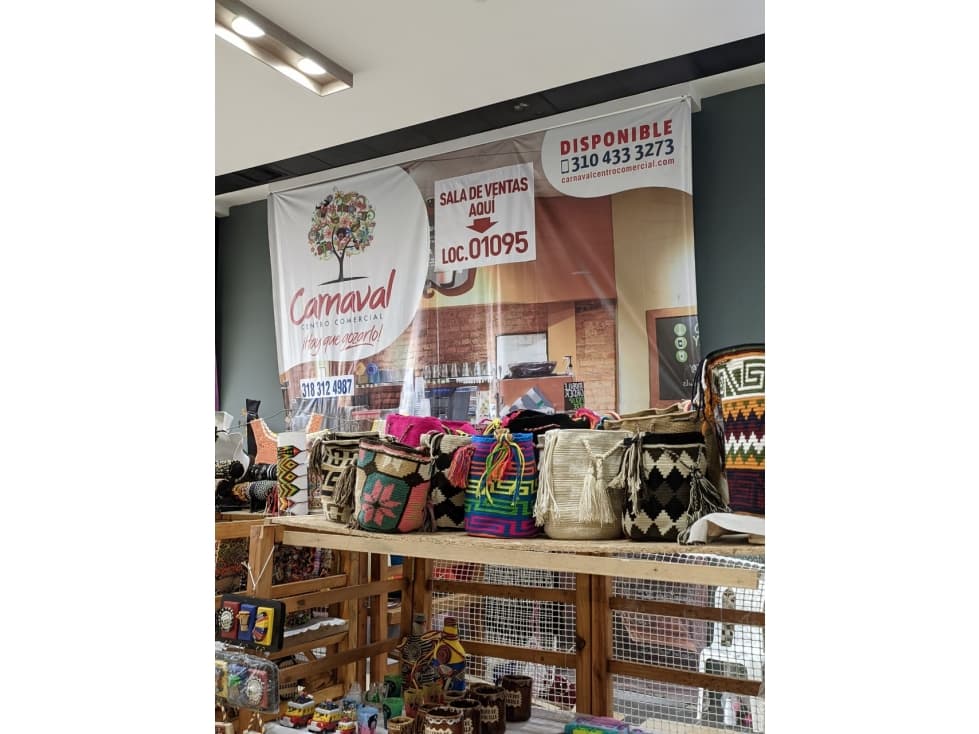 DISPONIBLE
310 433 3273
carnavalcentrocomercial.com
SALA DE VENTAS
AQUÍ
LOC. 01095
Carnaval
CENTRO COMERCIAL
¡Hay que gozarlo!
318 312 4987